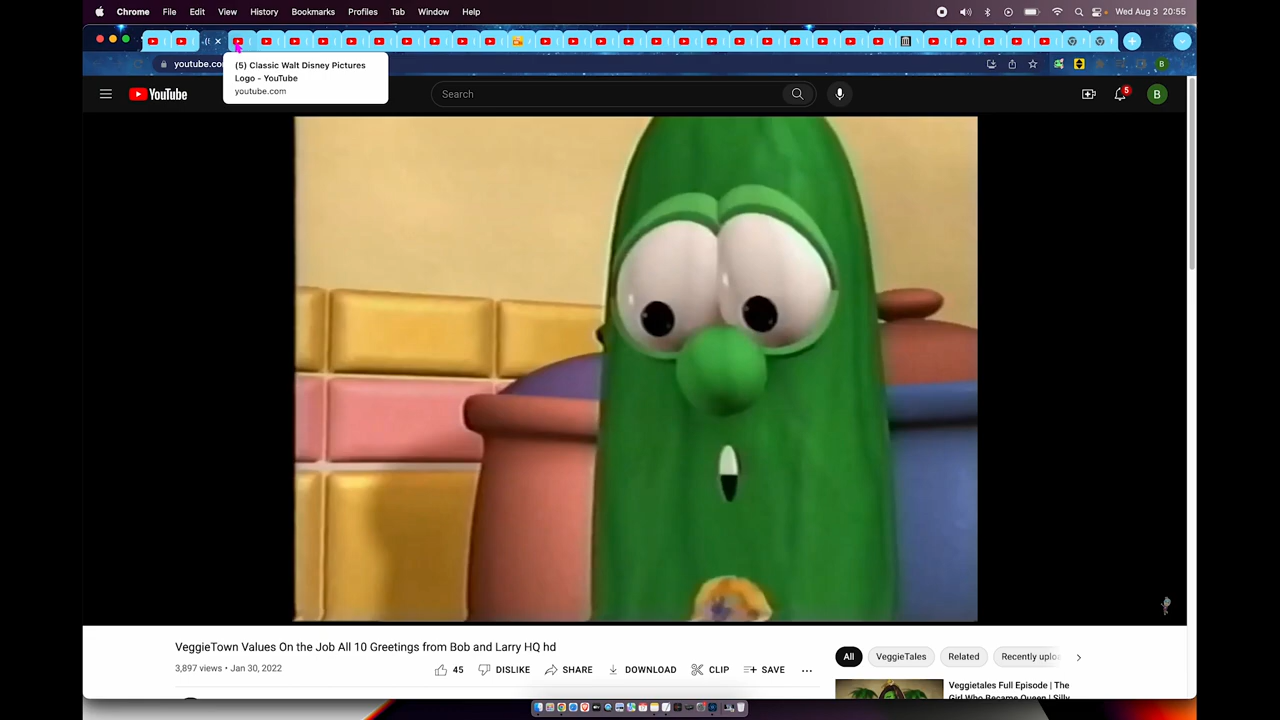 Chrome File Edit View History Bookmarks Profiles Tab Window Help Wed Aug 3 20:55
youtube.co
(5) Classic Walt Disney Pictures
Logo - YouTube
youtube.com
B
YouTube
Search
5
B
VeggieTown Values On the Job All 10 Greetings from Bob and Larry HQ hd
3,897 views • Jan 30, 2022
45 DISLIKE SHARE DOWNLOAD CLIP SAVE ...
All VeggieTales Related Recently uplo
Veggietales Full Episode | The
Girl Who Became Queen | Silly